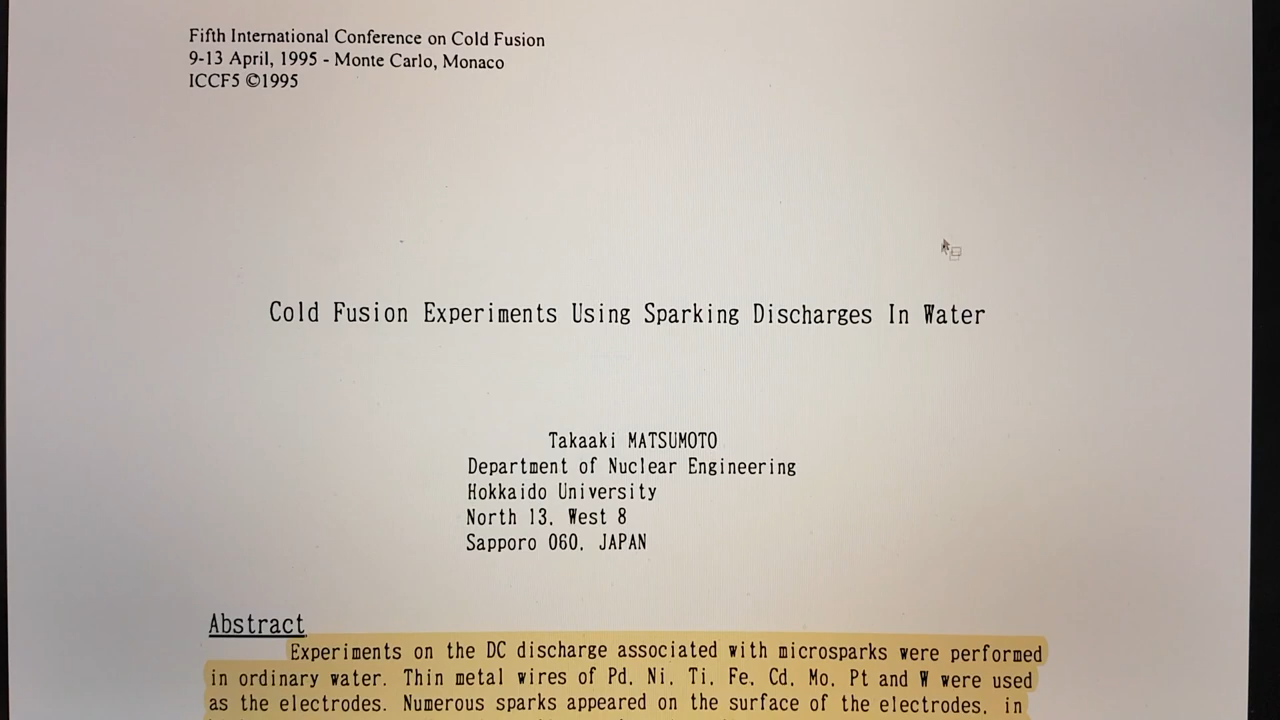 Fifth International Conference on Cold Fusion
9-13 April, 1995 - Monte Carlo, Monaco
ICCF5 ©1995
Cold Fusion Experiments Using Sparking Discharges In Water
Takaaki MATSUMOTO
Department of Nuclear Engineering
Hokkaido University
North 13. West 8
Sapporo 060. JAPAN
Abstract
Experiments on the DC discharge associated with microsparks were performed
in ordinary water. Thin metal wires of Pd, Ni, Ti, Fe, Cd, Mo, Pt and W were used
as the electrodes. Numerous sparks appeared on the surface of the electrodes, in